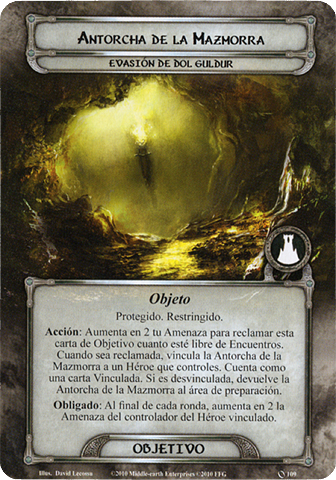 Antorcha de la Mazmorra
Evasión de Dol Guldur
Objeto
Protegido. Restringido.
Acción: Aumenta en 2 tu Amenaza para reclamar esta
carta de Objetivo cuanto esté libre de Encuentros.
Cuando sea reclamada, vincula la Antorcha de la
Mazmorra a un Héroe que controles. Cuenta como
una carta Vinculada. Si es desvinculada, devuelve la
Antorcha de la Mazmorra al área de preparación.
Obligado: Al final de cada ronda, aumenta en 2 la
Amenaza del controlador del Héroe vinculado.
Objetivo
Illus. David Lecossu ©2010 Middle-earth Enterprises ©2010 FFG 109